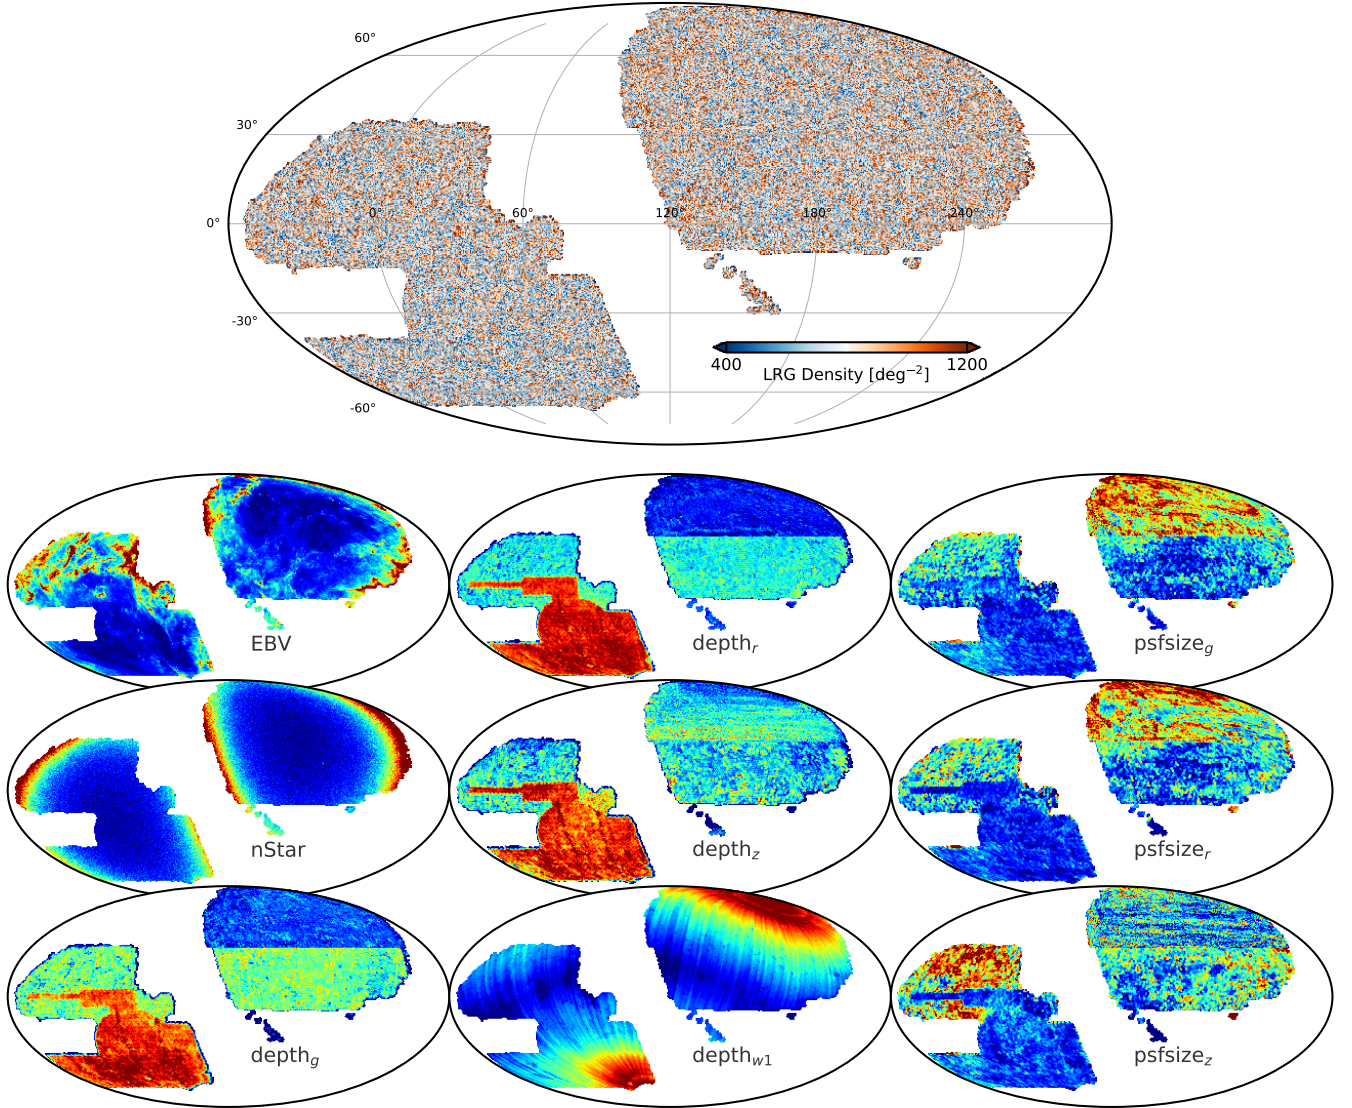 60°
30°
0°
0° 60° 120° 180° 240°
-30°
400 1200
LRG Density [deg⁻²]
-60°
EBV depth_r psfsize_g
nStar depth_z psfsize_r
depth_g depth_w1 psfsize_z